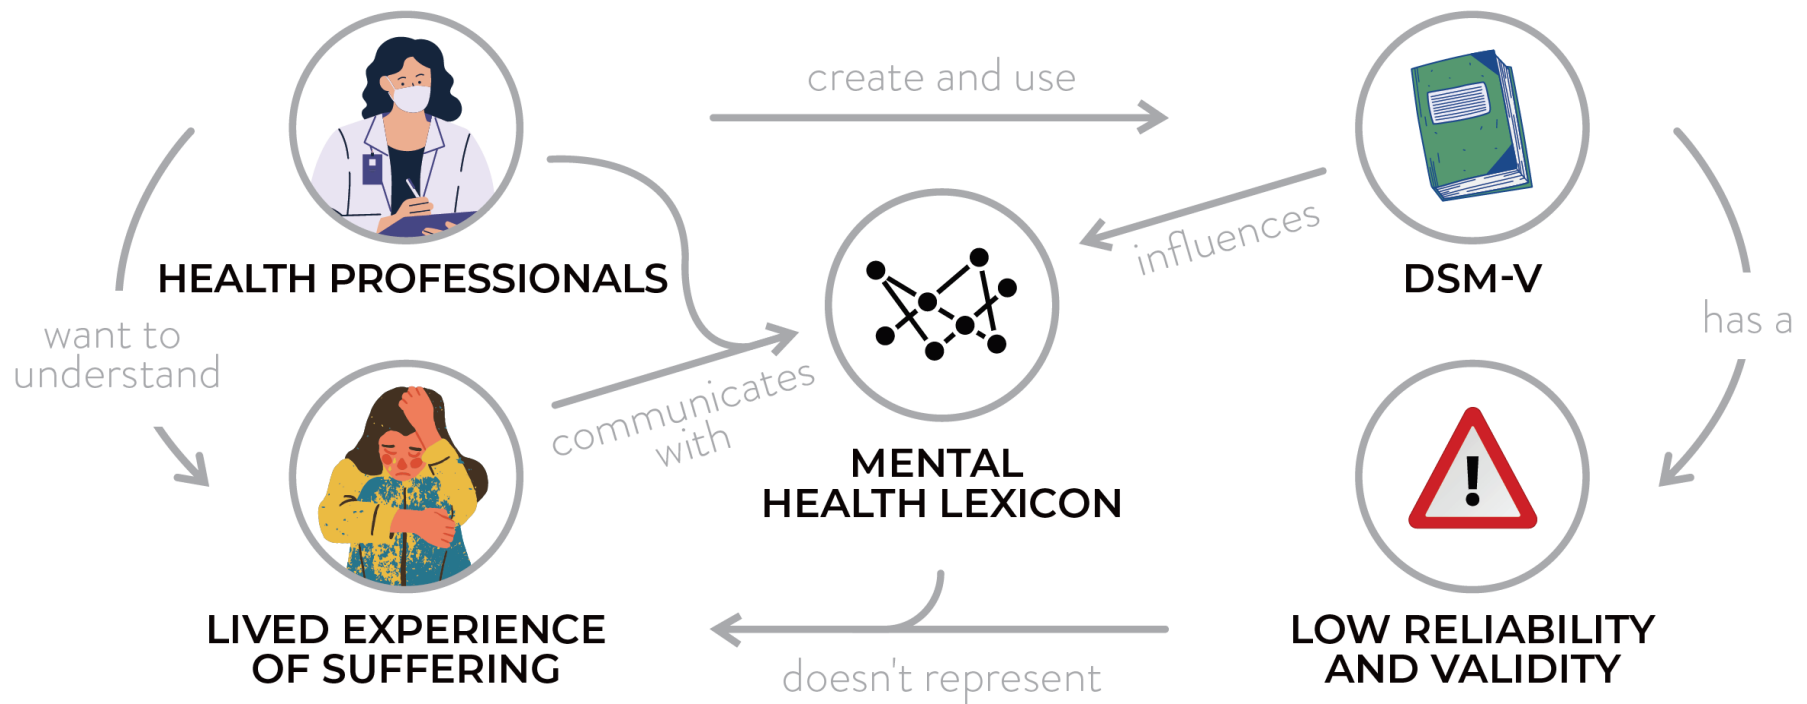 create and use
HEALTH PROFESSIONALS
influences
DSM-V
want to
understand
has a
communicates
with
MENTAL
HEALTH LEXICON
!
LIVED EXPERIENCE
OF SUFFERING
doesn't represent
LOW RELIABILITY
AND VALIDITY